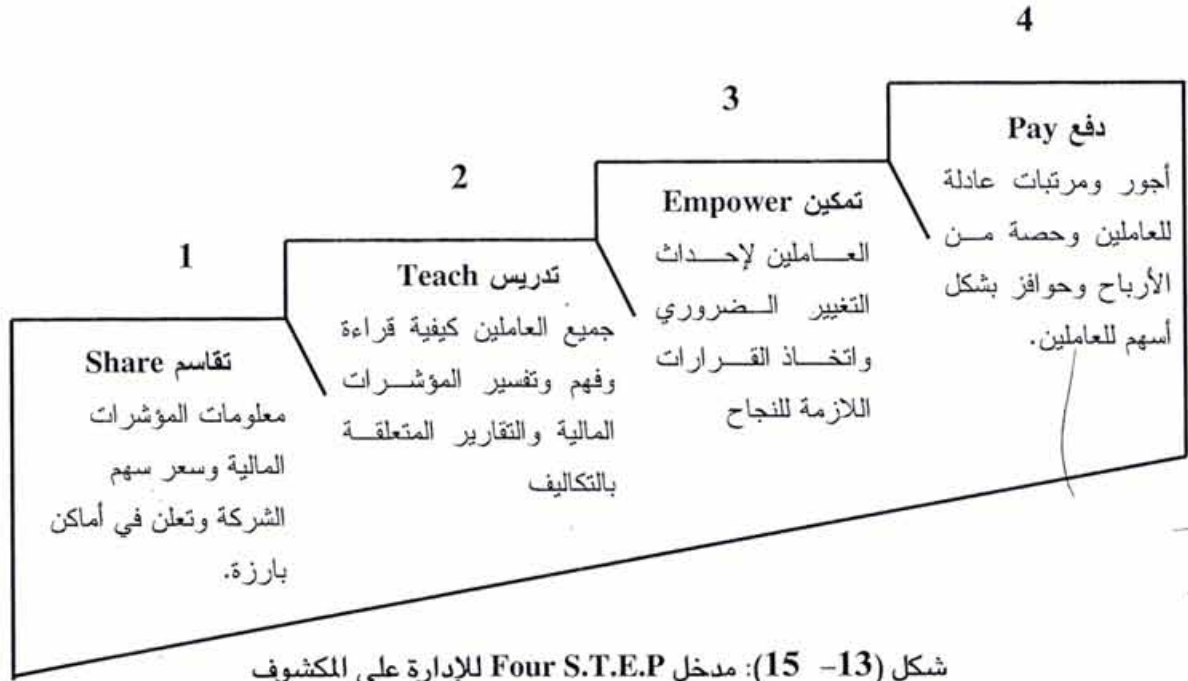 1
تقاسم Share
معلومات المؤشرات
المالية وسعر سهم
الشركة وتعلن في أماكن
بارزة.
2
تدريس Teach
جميع العاملين كيفية قراءة
وفهم وتفسير المؤشرات
المالية والتقارير المتعلقة
بالتكاليف
3
تمكين Empower
العاملين لإحداث
التغيير الضروري
واتخاذ القرارات
اللازمة للنجاح
4
دفع Pay
أجور ومرتبات عادلة
للعاملين وحصة من
الأرباح وحوافز بشكل
أسهم للعاملين.
شكل (13- 15): مدخل Four S.T.E.P للإدارة على المكشوف